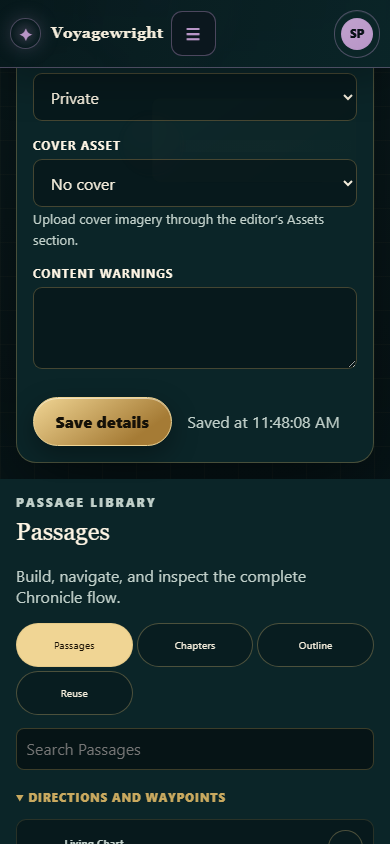 Voyagewright
SP
Private
COVER ASSET
No cover
Upload cover imagery through the editor's Assets
section.
CONTENT WARNINGS
Save details
Saved at 11:48:08 AM
PASSAGE LIBRARY
Passages
Build, navigate, and inspect the complete
Chronicle flow.
Passages
Chapters
Outline
Reuse
Search Passages
DIRECTIONS AND WAYPOINTS
Living Chart